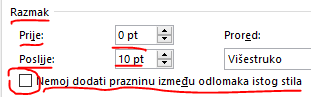 Razmak
Prije: 0 pt Prored:
Poslije: 10 pt Višestruko
Nemoj dodati prazninu između odlomaka istog stila